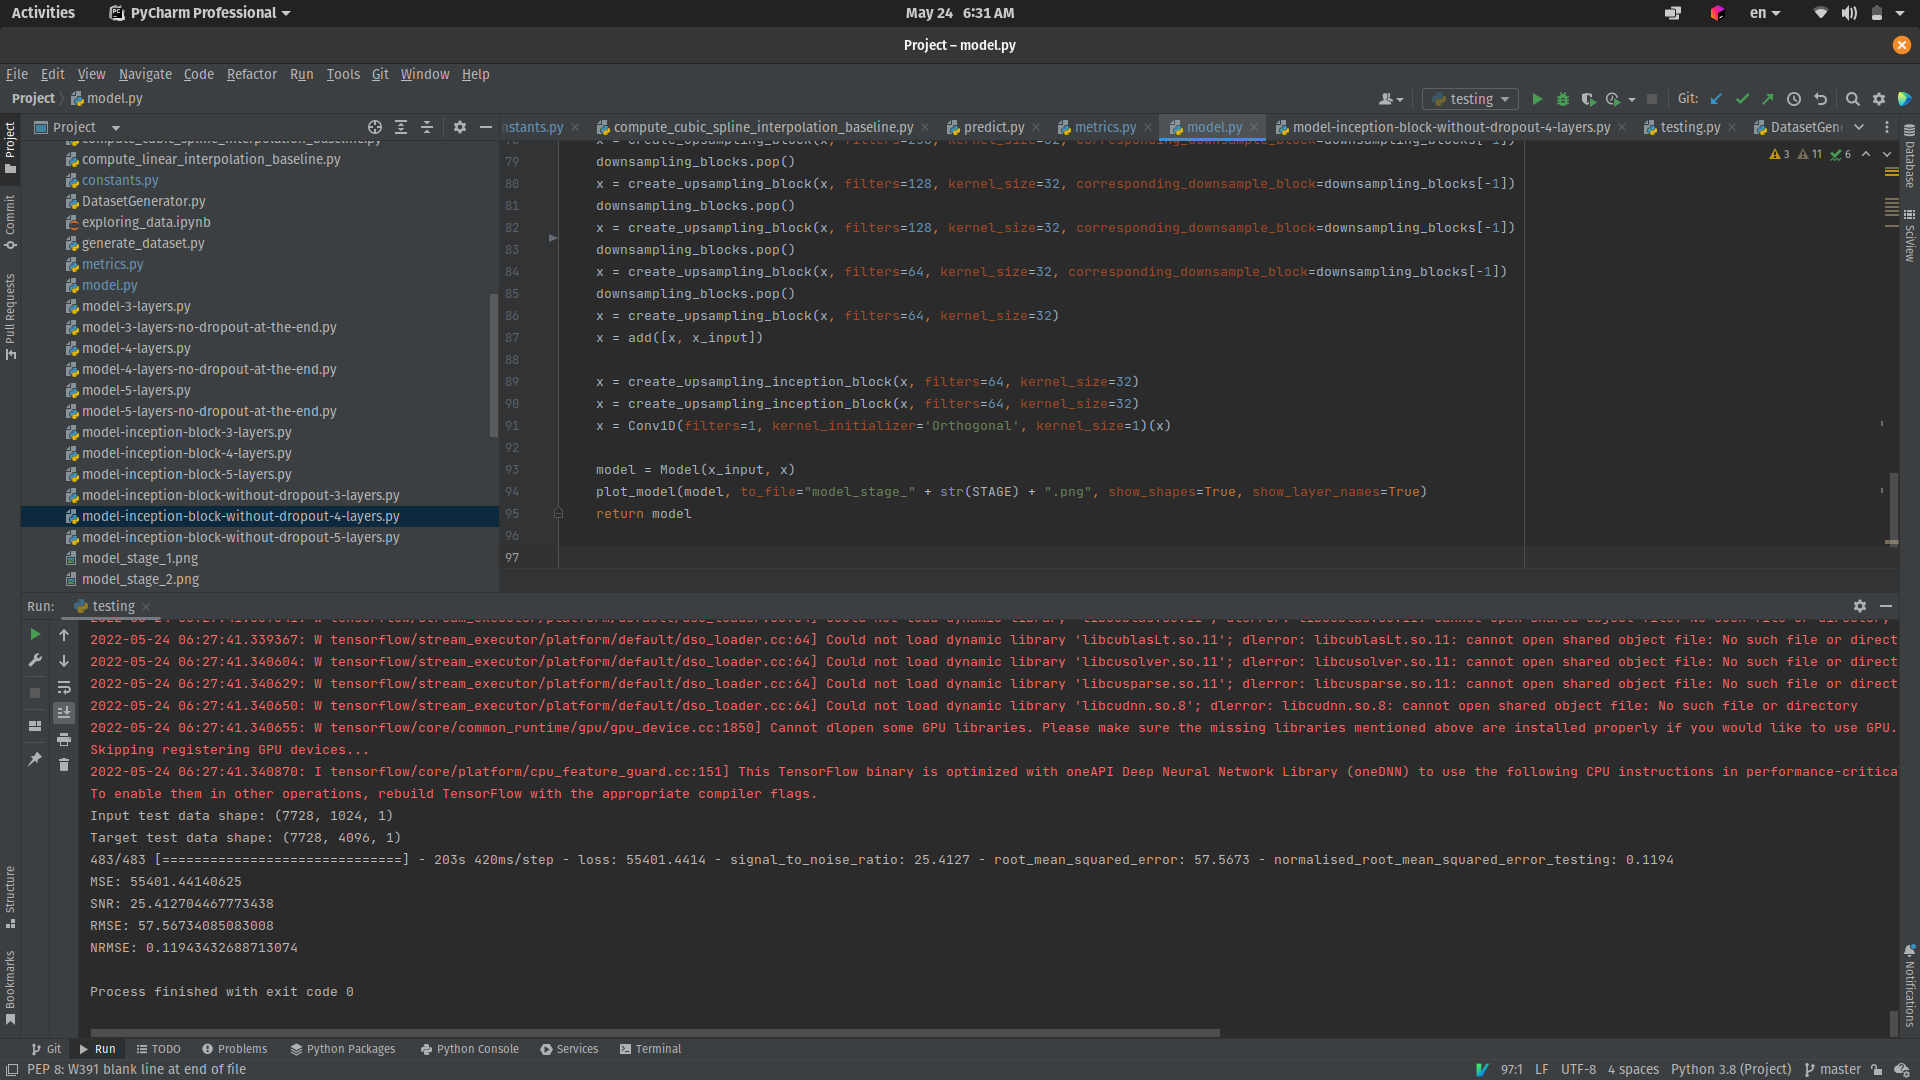 Activities PyCharm Professional May 24 6:31 AM en
Project – model.py
File Edit View Navigate Code Refactor Run Tools Git Window Help
Project model.py testing Git:
Project nstants.py compute_cubic_spline_interpolation_baseline.py predict.py metrics.py model.py model-inception-block-without-dropout-4-layers.py testing.py DatasetGen
compute_cubic_spline_interpolation_baseline.py
compute_linear_interpolation_baseline.py
constants.py
DatasetGenerator.py
exploring_data.ipynb
generate_dataset.py
metrics.py
model.py
model-3-layers.py
model-3-layers-no-dropout-at-the-end.py
model-4-layers.py
model-4-layers-no-dropout-at-the-end.py
model-5-layers.py
model-5-layers-no-dropout-at-the-end.py
model-inception-block-3-layers.py
model-inception-block-4-layers.py
model-inception-block-5-layers.py
model-inception-block-without-dropout-3-layers.py
model-inception-block-without-dropout-4-layers.py
model-inception-block-without-dropout-5-layers.py
model_stage_1.png
model_stage_2.png
3 11 6
79 downsampling_blocks.pop()
80 x = create_upsampling_block(x, filters=128, kernel_size=32, corresponding_downsample_block=downsampling_blocks[-1])
81 downsampling_blocks.pop()
82 x = create_upsampling_block(x, filters=128, kernel_size=32, corresponding_downsample_block=downsampling_blocks[-1])
83 downsampling_blocks.pop()
84 x = create_upsampling_block(x, filters=64, kernel_size=32, corresponding_downsample_block=downsampling_blocks[-1])
85 downsampling_blocks.pop()
86 x = create_upsampling_block(x, filters=64, kernel_size=32)
87 x = add([x, x_input])
88
89 x = create_upsampling_inception_block(x, filters=64, kernel_size=32)
90 x = create_upsampling_inception_block(x, filters=64, kernel_size=32)
91 x = Conv1D(filters=1, kernel_initializer='Orthogonal', kernel_size=1)(x)
92
93 model = Model(x_input, x)
94 plot_model(model, to_file="model_stage_" + str(STAGE) + ".png", show_shapes=True, show_layer_names=True)
95 return model
96
97
Project
Commit
Pull Requests
Structure
Bookmarks
Database
SciView
Notifications
Run: testing
2022-05-24 06:27:41.339367: W tensorflow/stream_executor/platform/default/dso_loader.cc:64] Could not load dynamic library 'libcublasLt.so.11'; dlerror: libcublasLt.so.11: cannot open shared object file: No such file or direct
2022-05-24 06:27:41.340604: W tensorflow/stream_executor/platform/default/dso_loader.cc:64] Could not load dynamic library 'libcusolver.so.11'; dlerror: libcusolver.so.11: cannot open shared object file: No such file or direct
2022-05-24 06:27:41.340629: W tensorflow/stream_executor/platform/default/dso_loader.cc:64] Could not load dynamic library 'libcusparse.so.11'; dlerror: libcusparse.so.11: cannot open shared object file: No such file or direct
2022-05-24 06:27:41.340650: W tensorflow/stream_executor/platform/default/dso_loader.cc:64] Could not load dynamic library 'libcudnn.so.8'; dlerror: libcudnn.so.8: cannot open shared object file: No such file or directory
2022-05-24 06:27:41.340655: W tensorflow/core/common_runtime/gpu/gpu_device.cc:1850] Cannot dlopen some GPU libraries. Please make sure the missing libraries mentioned above are installed properly if you would like to use GPU.
Skipping registering GPU devices...
2022-05-24 06:27:41.340870: I tensorflow/core/platform/cpu_feature_guard.cc:151] This TensorFlow binary is optimized with oneAPI Deep Neural Network Library (oneDNN) to use the following CPU instructions in performance-critica
To enable them in other operations, rebuild TensorFlow with the appropriate compiler flags.
Input test data shape: (7728, 1024, 1)
Target test data shape: (7728, 4096, 1)
483/483 [==============================] - 203s 420ms/step - loss: 55401.4414 - signal_to_noise_ratio: 25.4127 - root_mean_squared_error: 57.5673 - normalised_root_mean_squared_error_testing: 0.1194
MSE: 55401.44140625
SNR: 25.412704467773438
RMSE: 57.56734085083008
NRMSE: 0.11943432688713074
Process finished with exit code 0
Git Run TODO Problems Python Packages Python Console Services Terminal
PEP 8: W391 blank line at end of file 97:1 LF UTF-8 4 spaces Python 3.8 (Project) master